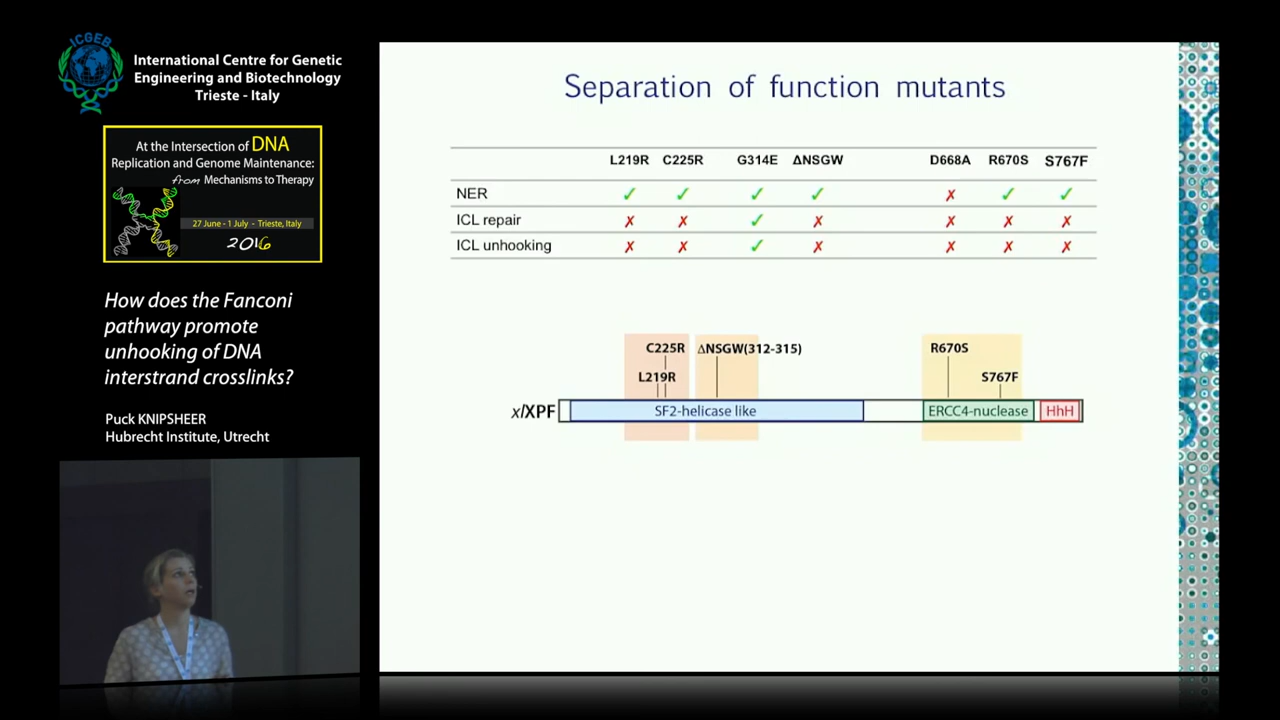 ICGEB
International Centre for Genetic
Engineering and Biotechnology
Trieste - Italy
At the Intersection of DNA
Replication and Genome Maintenance:
from Mechanisms to Therapy
27 June - 1 July - Trieste, Italy
2016
How does the Fanconi
pathway promote
unhooking of DNA
interstrand crosslinks?
Puck KNIPSHEER
Hubrecht Institute, Utrecht
Separation of function mutants
L219R C225R G314E ΔNSGW D668A R670S S767F
NER ✓ ✓ ✓ ✓ ✗ ✓ ✓
ICL repair ✗ ✗ ✓ ✗ ✗ ✗ ✗
ICL unhooking ✗ ✗ ✓ ✗ ✗ ✗ ✗
C225R ΔNSGW(312-315) R670S
L219R S767F
xlXPF SF2-helicase like ERCC4-nuclease HhH